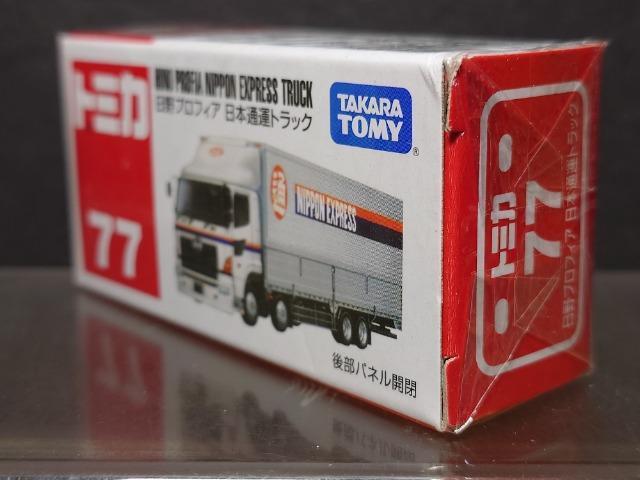 トミカ
77
HINO PROFIA NIPPON EXPRESS TRUCK
日野プロフィア 日本通運トラック
TAKARA
TOMY
通
NIPPON EXPRESS
後部パネル開閉
トミカ
77
日野プロフィア 日本通運トラック